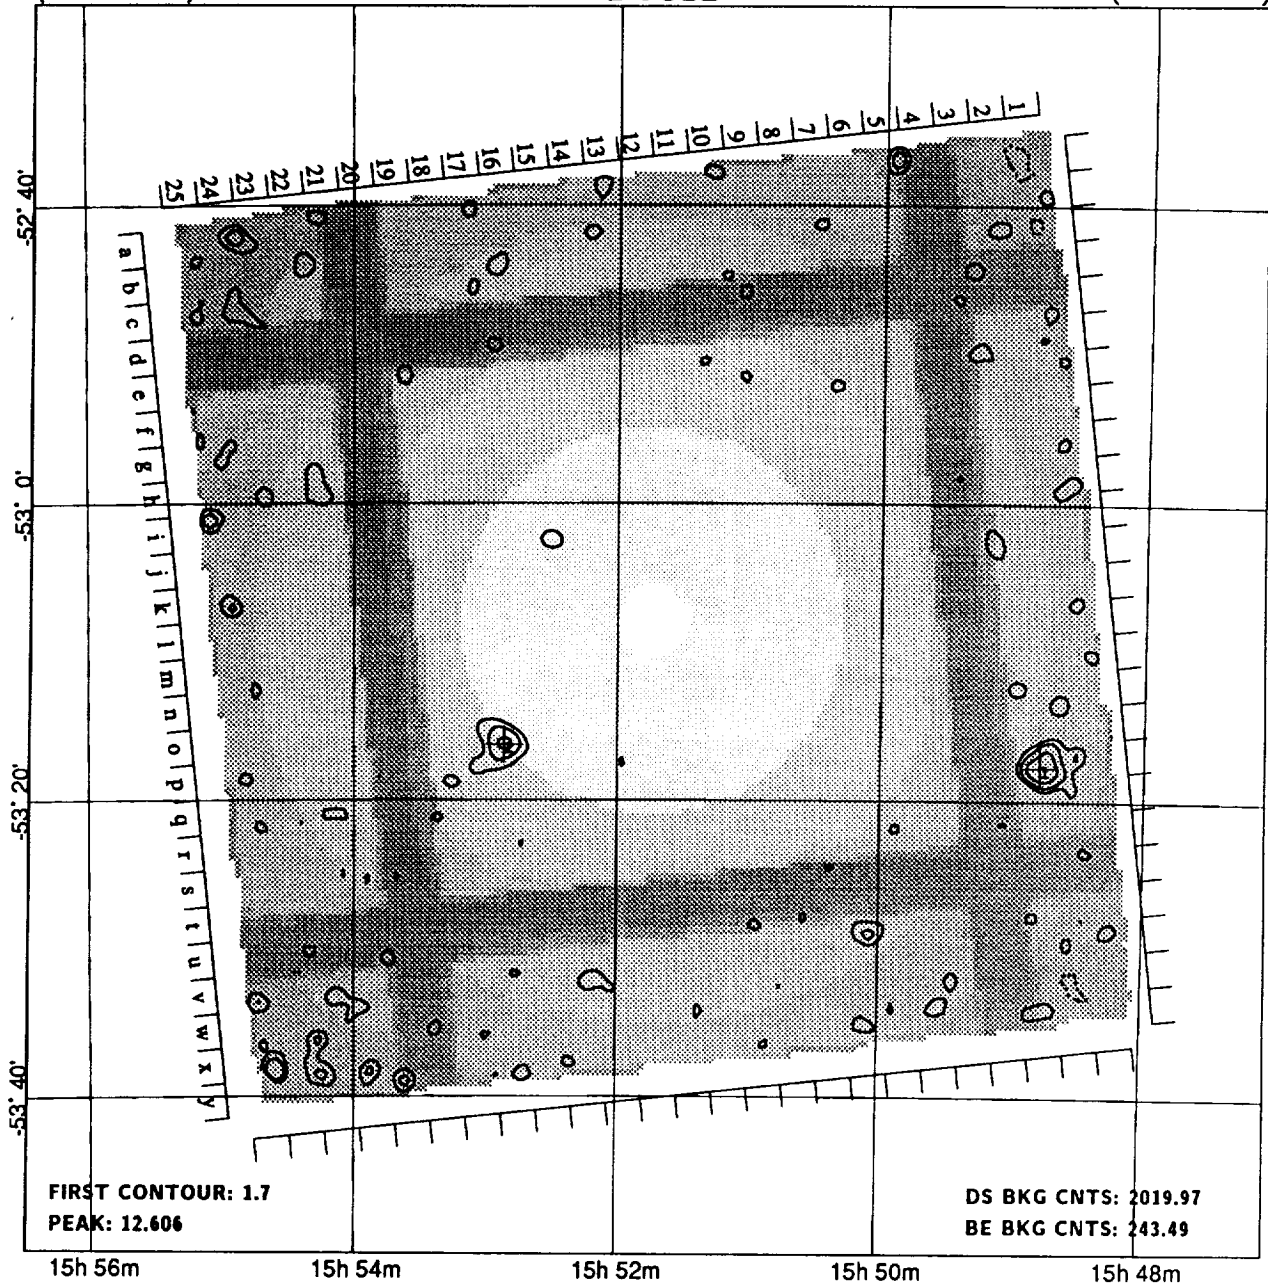 25 24 23 22 21 20 19 18 17 16 15 14 13 12 11 10 9 8 7 6 5 4 3 2 1
-52° 40'
-53° 0'
-53° 20'
-53° 40'
a b c d e f g h i j k l m n o p q r s t u v w x y
FIRST CONTOUR: 1.7
PEAK: 12.606
DS BKG CNTS: 2019.97
BE BKG CNTS: 243.49
15h 56m 15h 54m 15h 52m 15h 50m 15h 48m